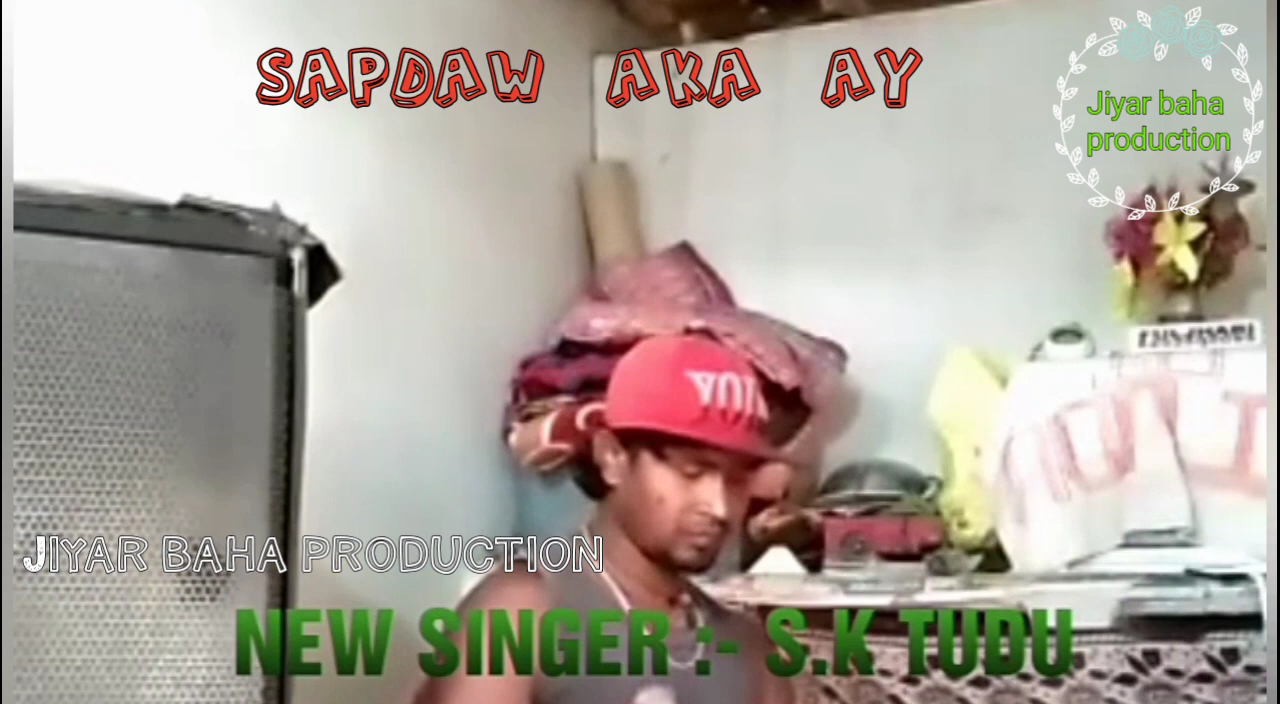 SAPDAW AKA AY
Jiyar baha
production
JIYAR BAHA PRODUCTION
NEW SINGER :- S.K TUDU